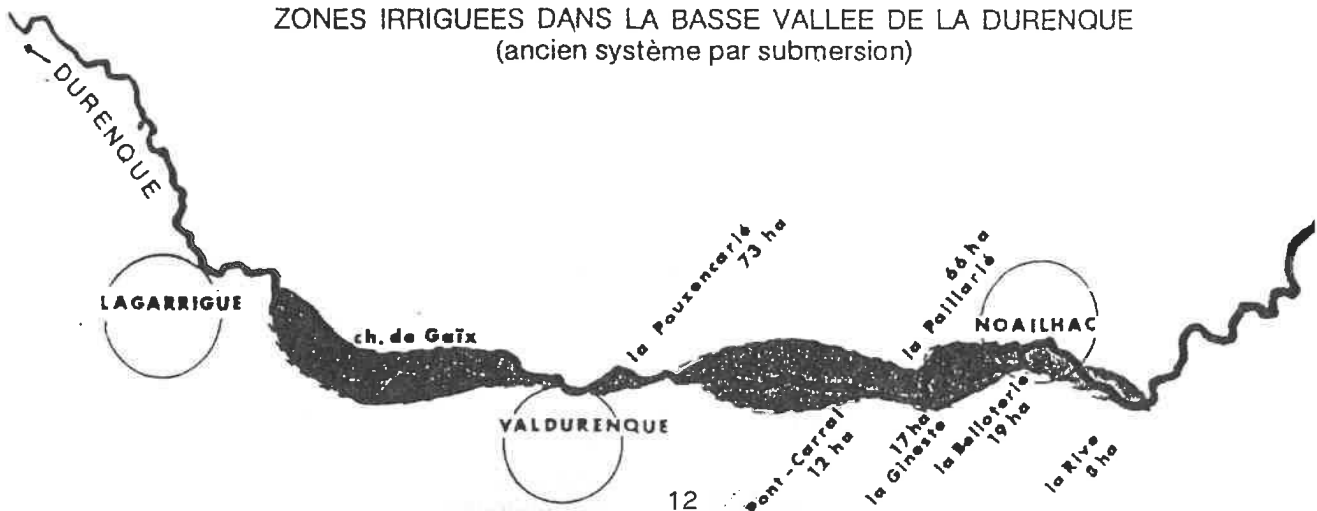 ZONES IRRIGUEES DANS LA BASSE VALLEE DE LA DURENQUE
(ancien système par submersion)
DURENQUE
LAGARRIGUE
ch. de Gaïx
VALDURENQUE
la Pouxencarié
73 ha
66 ha
la Paillarié
NOAILHAC
Pont-Carral
12 ha
17 ha
la Gineste
la Belloterie
19 ha
la Rive
8 ha
12